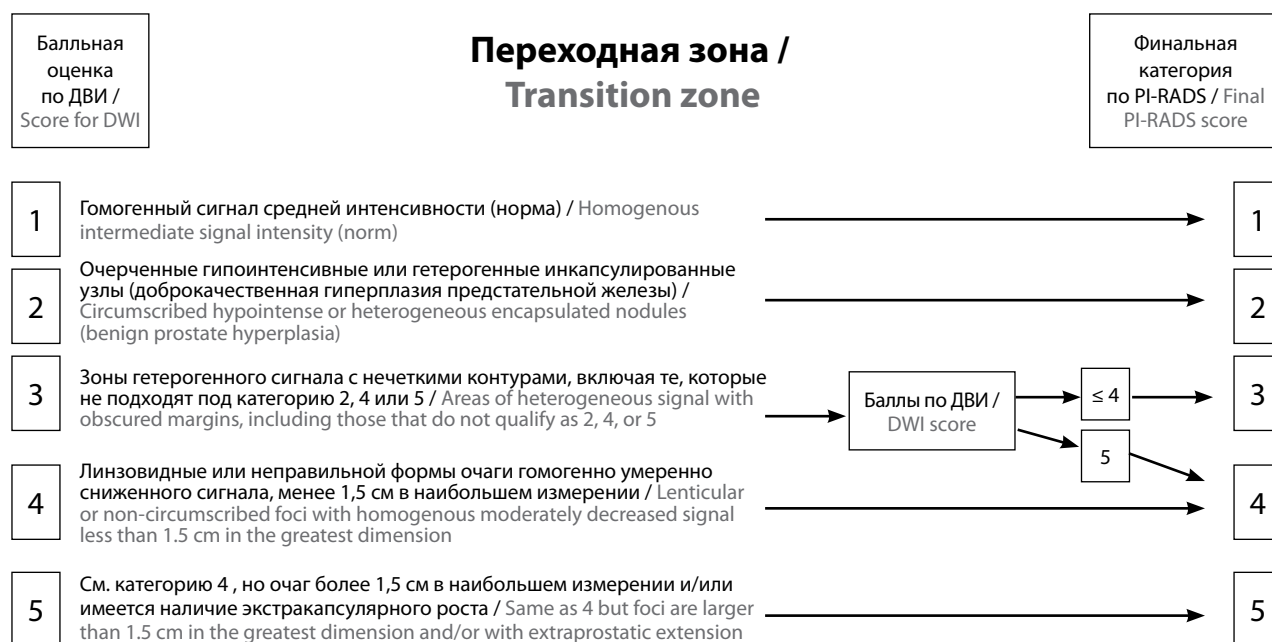 Балльная
оценка
по ДВИ /
Score for DWI
Переходная зона /
Transition zone
Финальная
категория
по PI-RADS / Final
PI-RADS score
1
Гомогенный сигнал средней интенсивности (норма) / Homogenous
intermediate signal intensity (norm)
1
2
Очерченные гипоинтенсивные или гетерогенные инкапсулированные
узлы (доброкачественная гиперплазия предстательной железы) /
Circumscribed hypointense or heterogeneous encapsulated nodules
(benign prostate hyperplasia)
2
3
Зоны гетерогенного сигнала с нечеткими контурами, включая те, которые
не подходят под категорию 2, 4 или 5 / Areas of heterogeneous signal with
obscured margins, including those that do not qualify as 2, 4, or 5
Баллы по ДВИ /
DWI score
≤ 4
5
3
4
Линзовидные или неправильной формы очаги гомогенно умеренно
сниженного сигнала, менее 1,5 см в наибольшем измерении / Lenticular
or non-circumscribed foci with homogenous moderately decreased signal
less than 1.5 cm in the greatest dimension
4
5
См. категорию 4 , но очаг более 1,5 см в наибольшем измерении и/или
имеется наличие экстракапсулярного роста / Same as 4 but foci are larger
than 1.5 cm in the greatest dimension and/or with extraprostatic extension
5